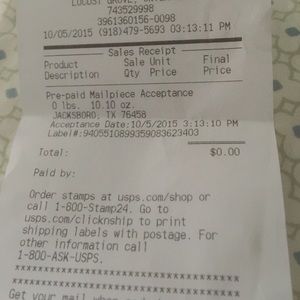 LOCUST GROVE,
743529998
3961360156-0098
10/05/2015 (918)479-5693 03:13:11 PM
Sales Receipt
Product Sale Unit Final
Description Qty Price Price
Pre-paid Mailpiece Acceptance
0 lbs. 10.10 oz.
JACKSBORO, TX 76458
Acceptance Date:10/5/2015 3:13:10 PM
Label#:9405510899359083623403
Total: $0.00
Paid by:
Order stamps at usps.com/shop or
call 1-800-Stamp24. Go to
usps.com/clicknship to print
shipping labels with postage. For
other information call
1-800-ASK-USPS.
Get your mail when